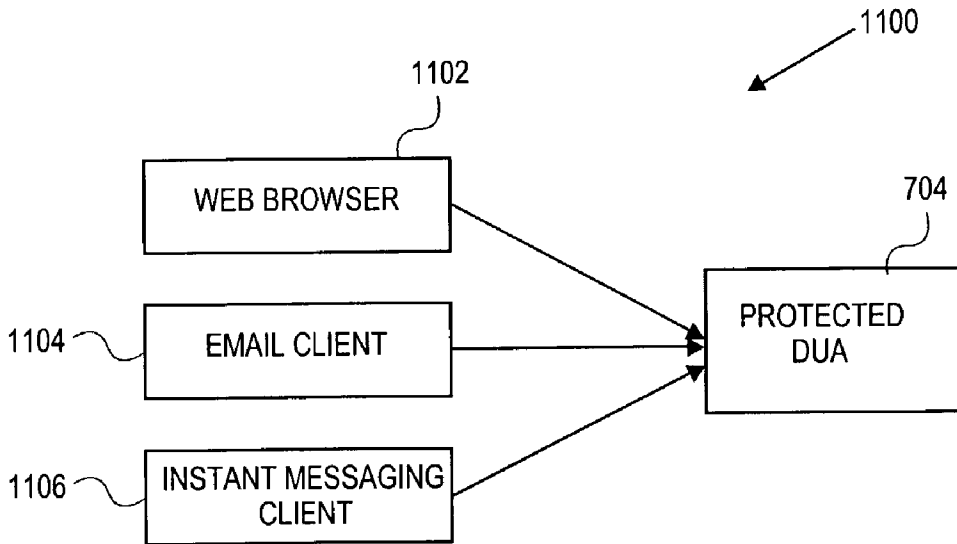 1100
1102
WEB BROWSER
704
PROTECTED
DUA
1104
EMAIL CLIENT
1106
INSTANT MESSAGING
CLIENT